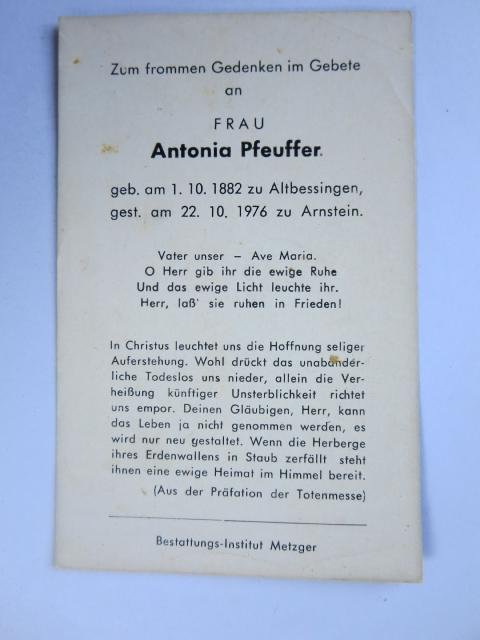 Zum frommen Gedenken im Gebete
an
FRAU
Antonia Pfeuffer.
geb. am 1. 10. 1882 zu Altbessingen,
gest. am 22. 10. 1976 zu Arnstein.
Vater unser – Ave Maria.
O Herr gib ihr die ewige Ruhe
Und das ewige Licht leuchte ihr.
Herr, laß' sie ruhen in Frieden!
In Christus leuchtet uns die Hoffnung seliger
Auferstehung. Wohl drückt das unabänder-
liche Todeslos uns nieder, allein die Ver-
heißung künftiger Unsterblichkeit richtet
uns empor. Deinen Gläubigen, Herr, kann
das Leben ja nicht genommen werden, es
wird nur neu gestaltet. Wenn die Herberge
ihres Erdenwallens in Staub zerfällt steht
ihnen eine ewige Heimat im Himmel bereit.
(Aus der Präfation der Totenmesse)
Bestattungs-Institut Metzger